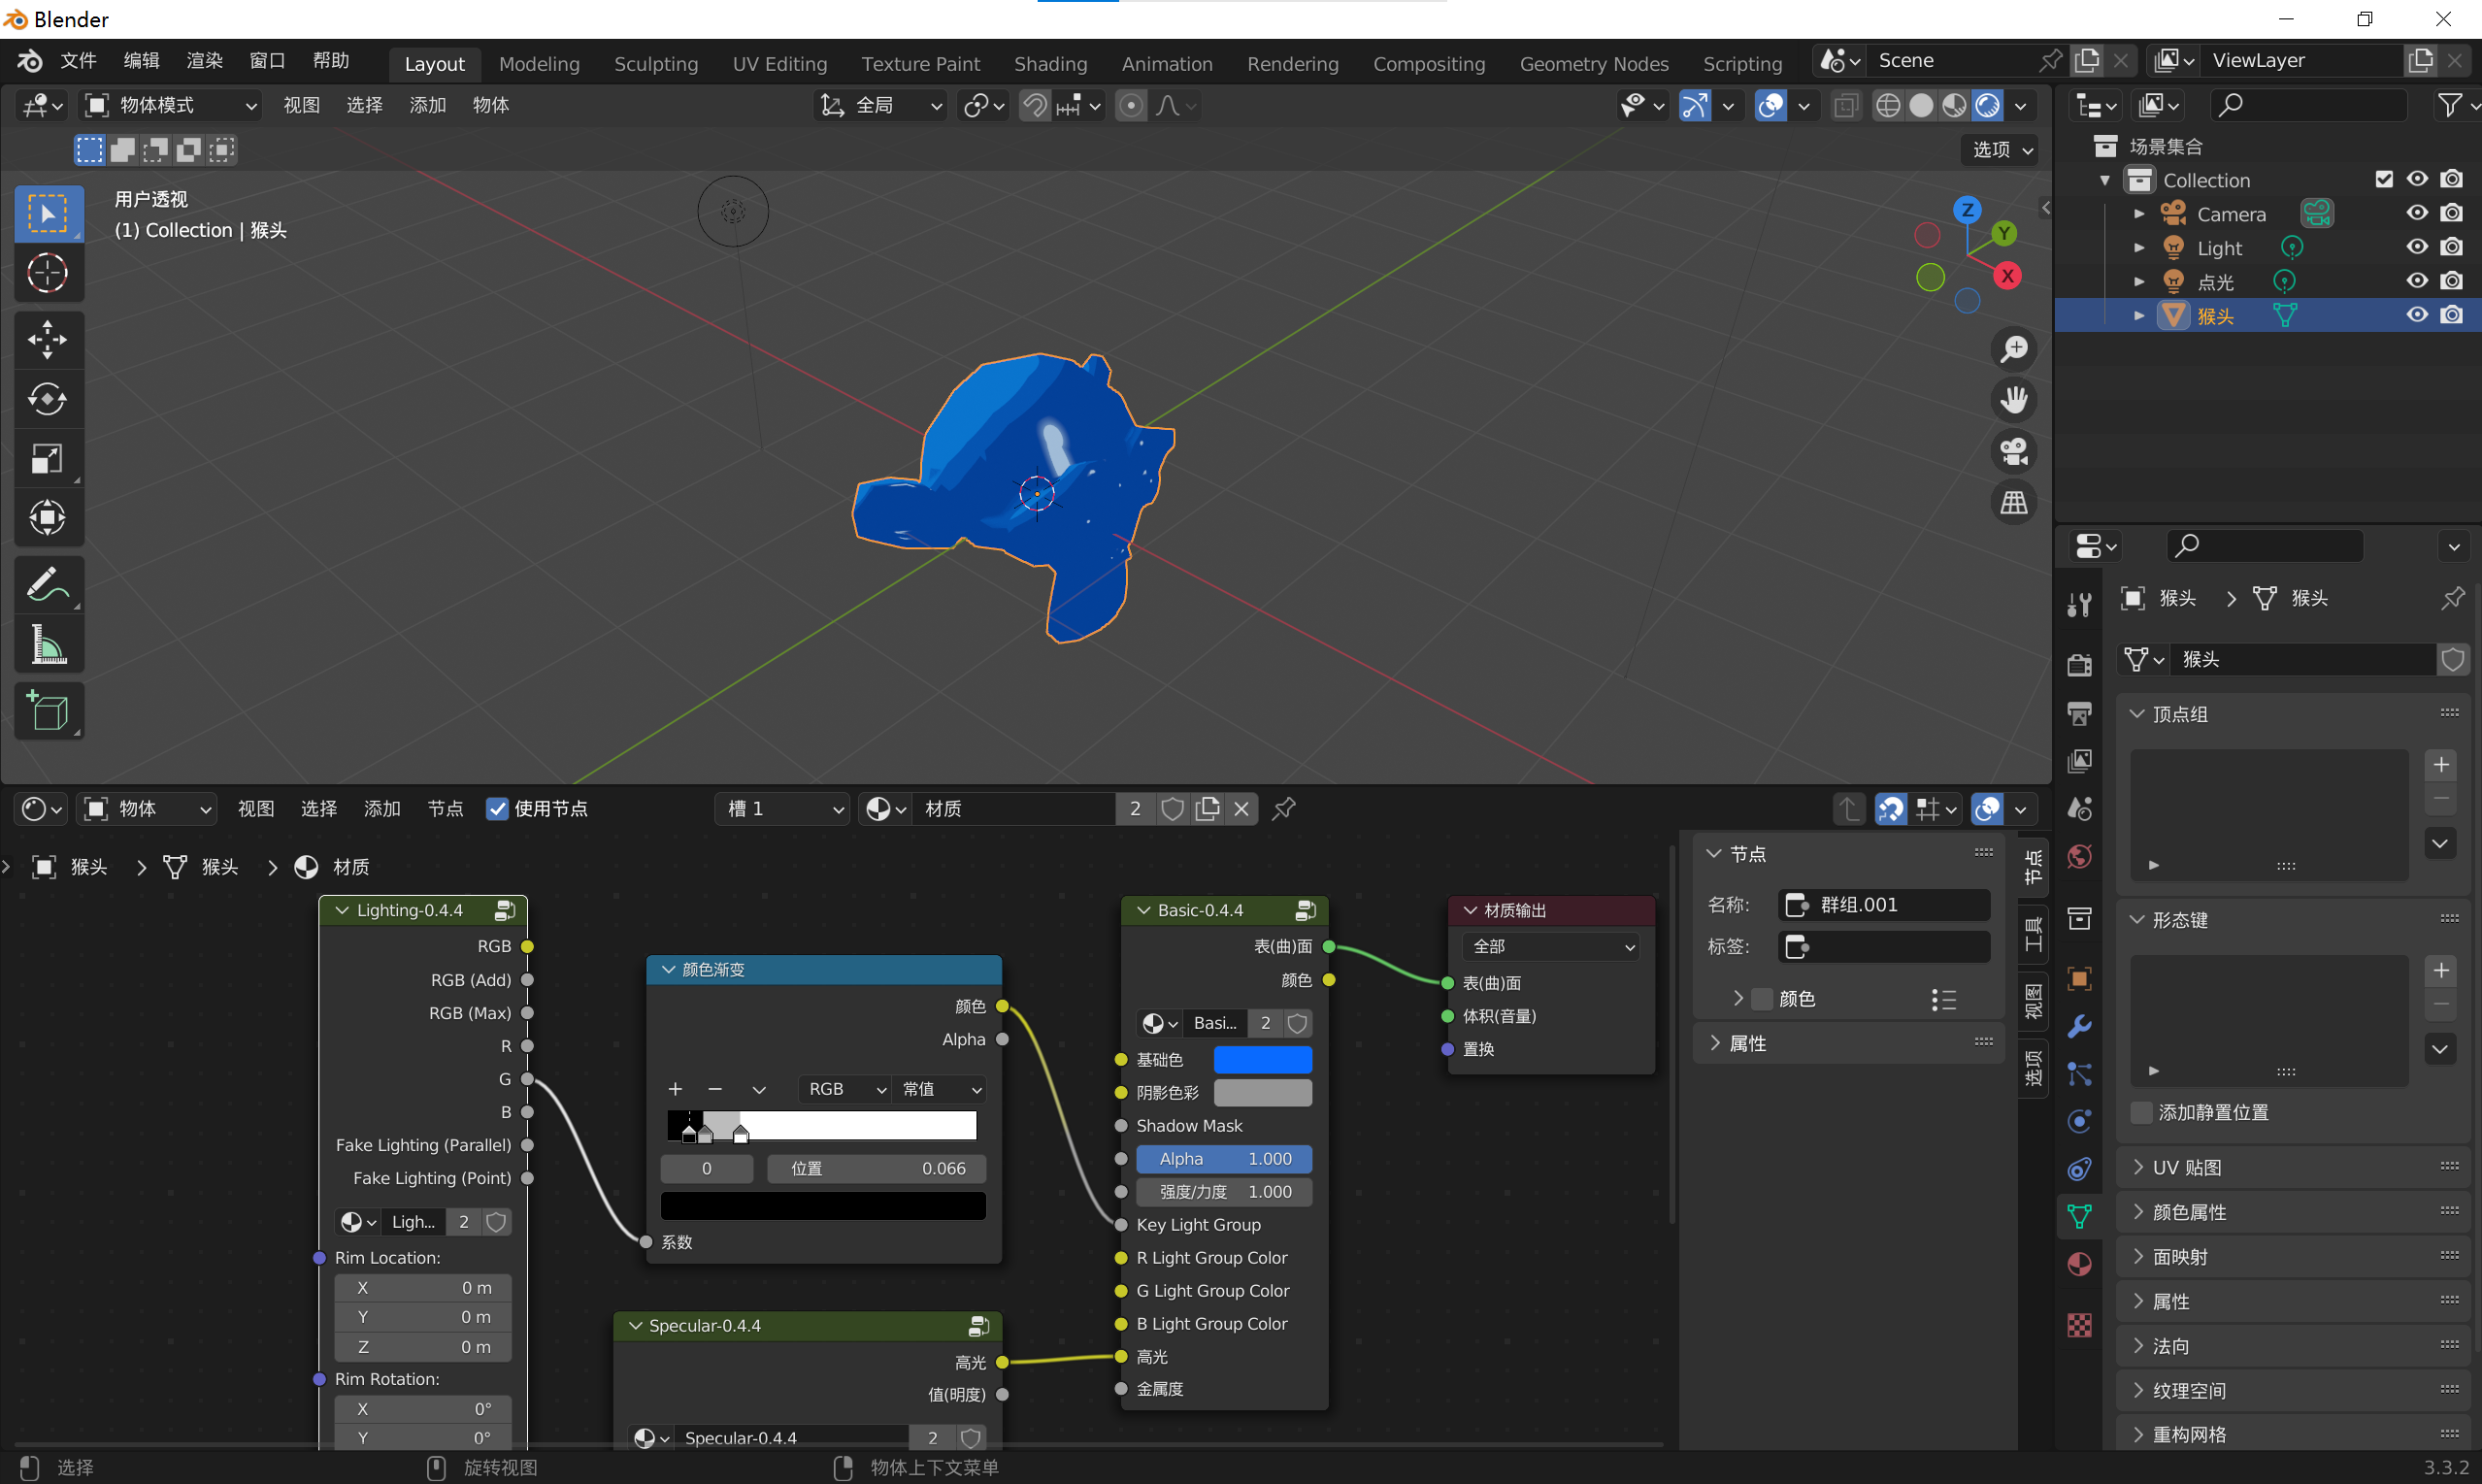 Blender
文件 编辑 渲染 窗口 帮助 Layout Modeling Sculpting UV Editing Texture Paint Shading Animation Rendering Compositing Geometry Nodes Scripting Scene ViewLayer
物体模式 视图 选择 添加 物体 全局
选项
用户透视
(1) Collection | 猴头
Z
Y
X
场景集合
Collection
Camera
Light
点光
猴头
猴头 猴头
猴头
顶点组
形态键
添加静置位置
UV 贴图
颜色属性
面映射
属性
法向
纹理空间
重构网格
物体 视图 选择 添加 节点 使用节点 槽 1 材质 2
猴头 猴头 材质
Lighting-0.4.4
RGB
RGB (Add)
RGB (Max)
R
G
B
Fake Lighting (Parallel)
Fake Lighting (Point)
Ligh... 2
Rim Location:
X 0 m
Y 0 m
Z 0 m
Rim Rotation:
X 0°
Y 0°
颜色渐变
颜色
Alpha
RGB 常值
0 位置 0.066
系数
Specular-0.4.4
高光
值(明度)
Specular-0.4.4 2
Basic-0.4.4
表(曲)面
颜色
Basi... 2
基础色
阴影色彩
Shadow Mask
Alpha 1.000
强度/力度 1.000
Key Light Group
R Light Group Color
G Light Group Color
B Light Group Color
高光
金属度
材质输出
全部
表(曲)面
体积(音量)
置换
节点
名称: 群组.001
标签:
颜色
属性
节点
工具
视图
选项
选择 旋转视图 物体上下文菜单 3.3.2